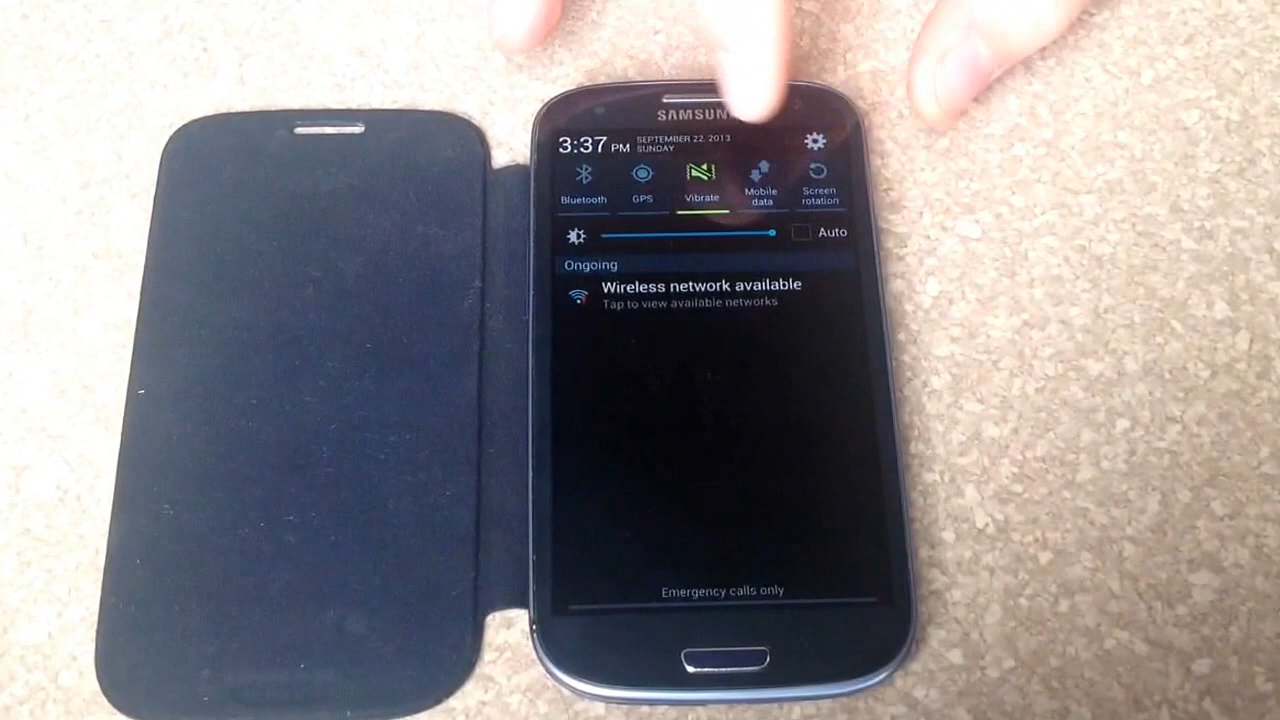 SAMSUN
3:37 PM
SEPTEMBER 22, 2013
SUNDAY
Bluetooth
GPS
Vibrate
Mobile
data
Screen
rotation
Auto
Ongoing
Wireless network available
Tap to view available networks
Emergency calls only